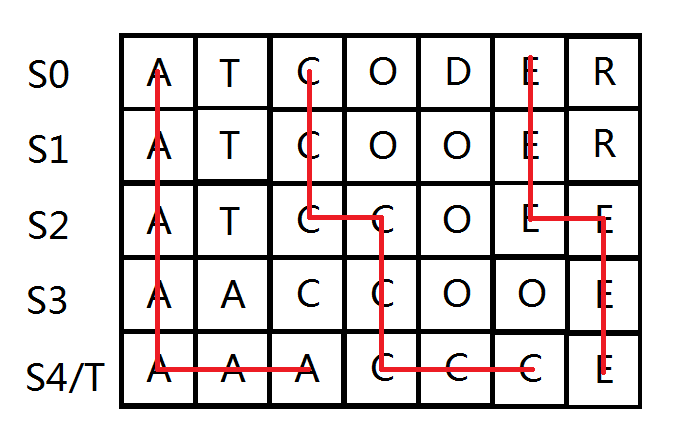 S0 A T C O D E R
S1 A T C O O E R
S2 A T C C O E E
S3 A A C C O O E
S4/T A A A C C C E